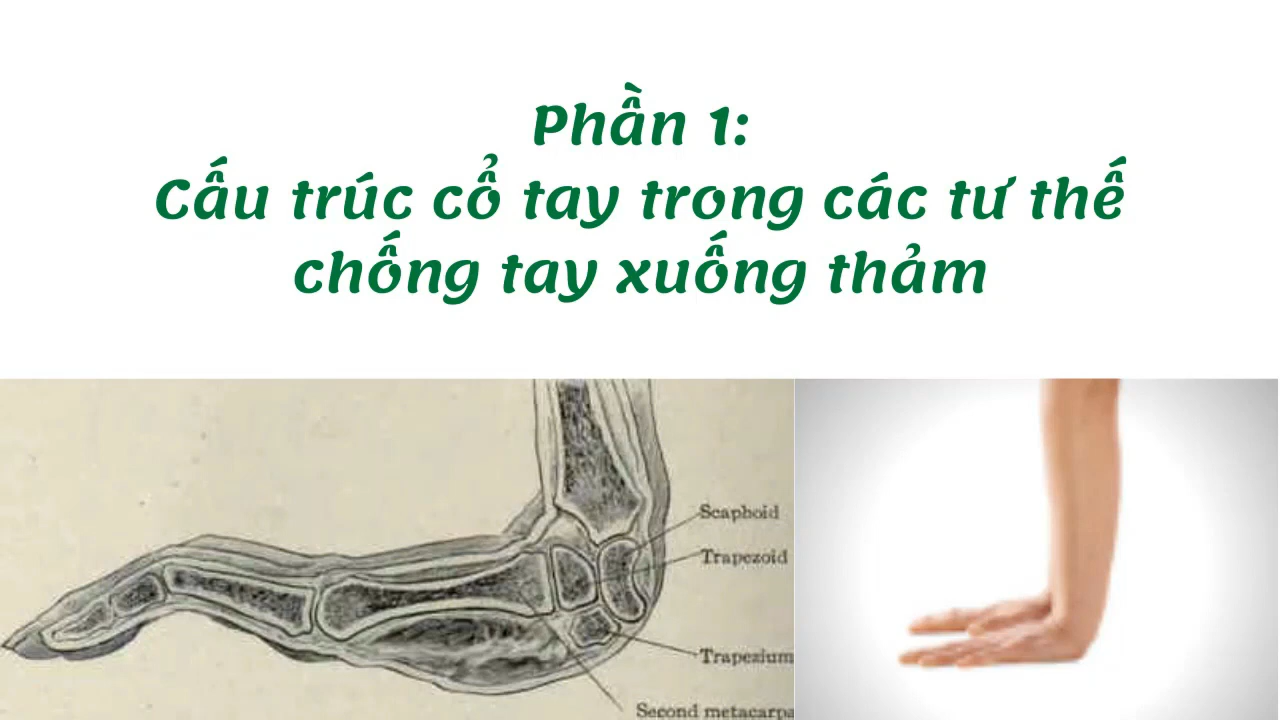 Phần 1:
Cấu trúc cổ tay trong các tư thế
chống tay xuống thảm
Scaphoid
Trapezoid
Trapezium
Second metacarpa